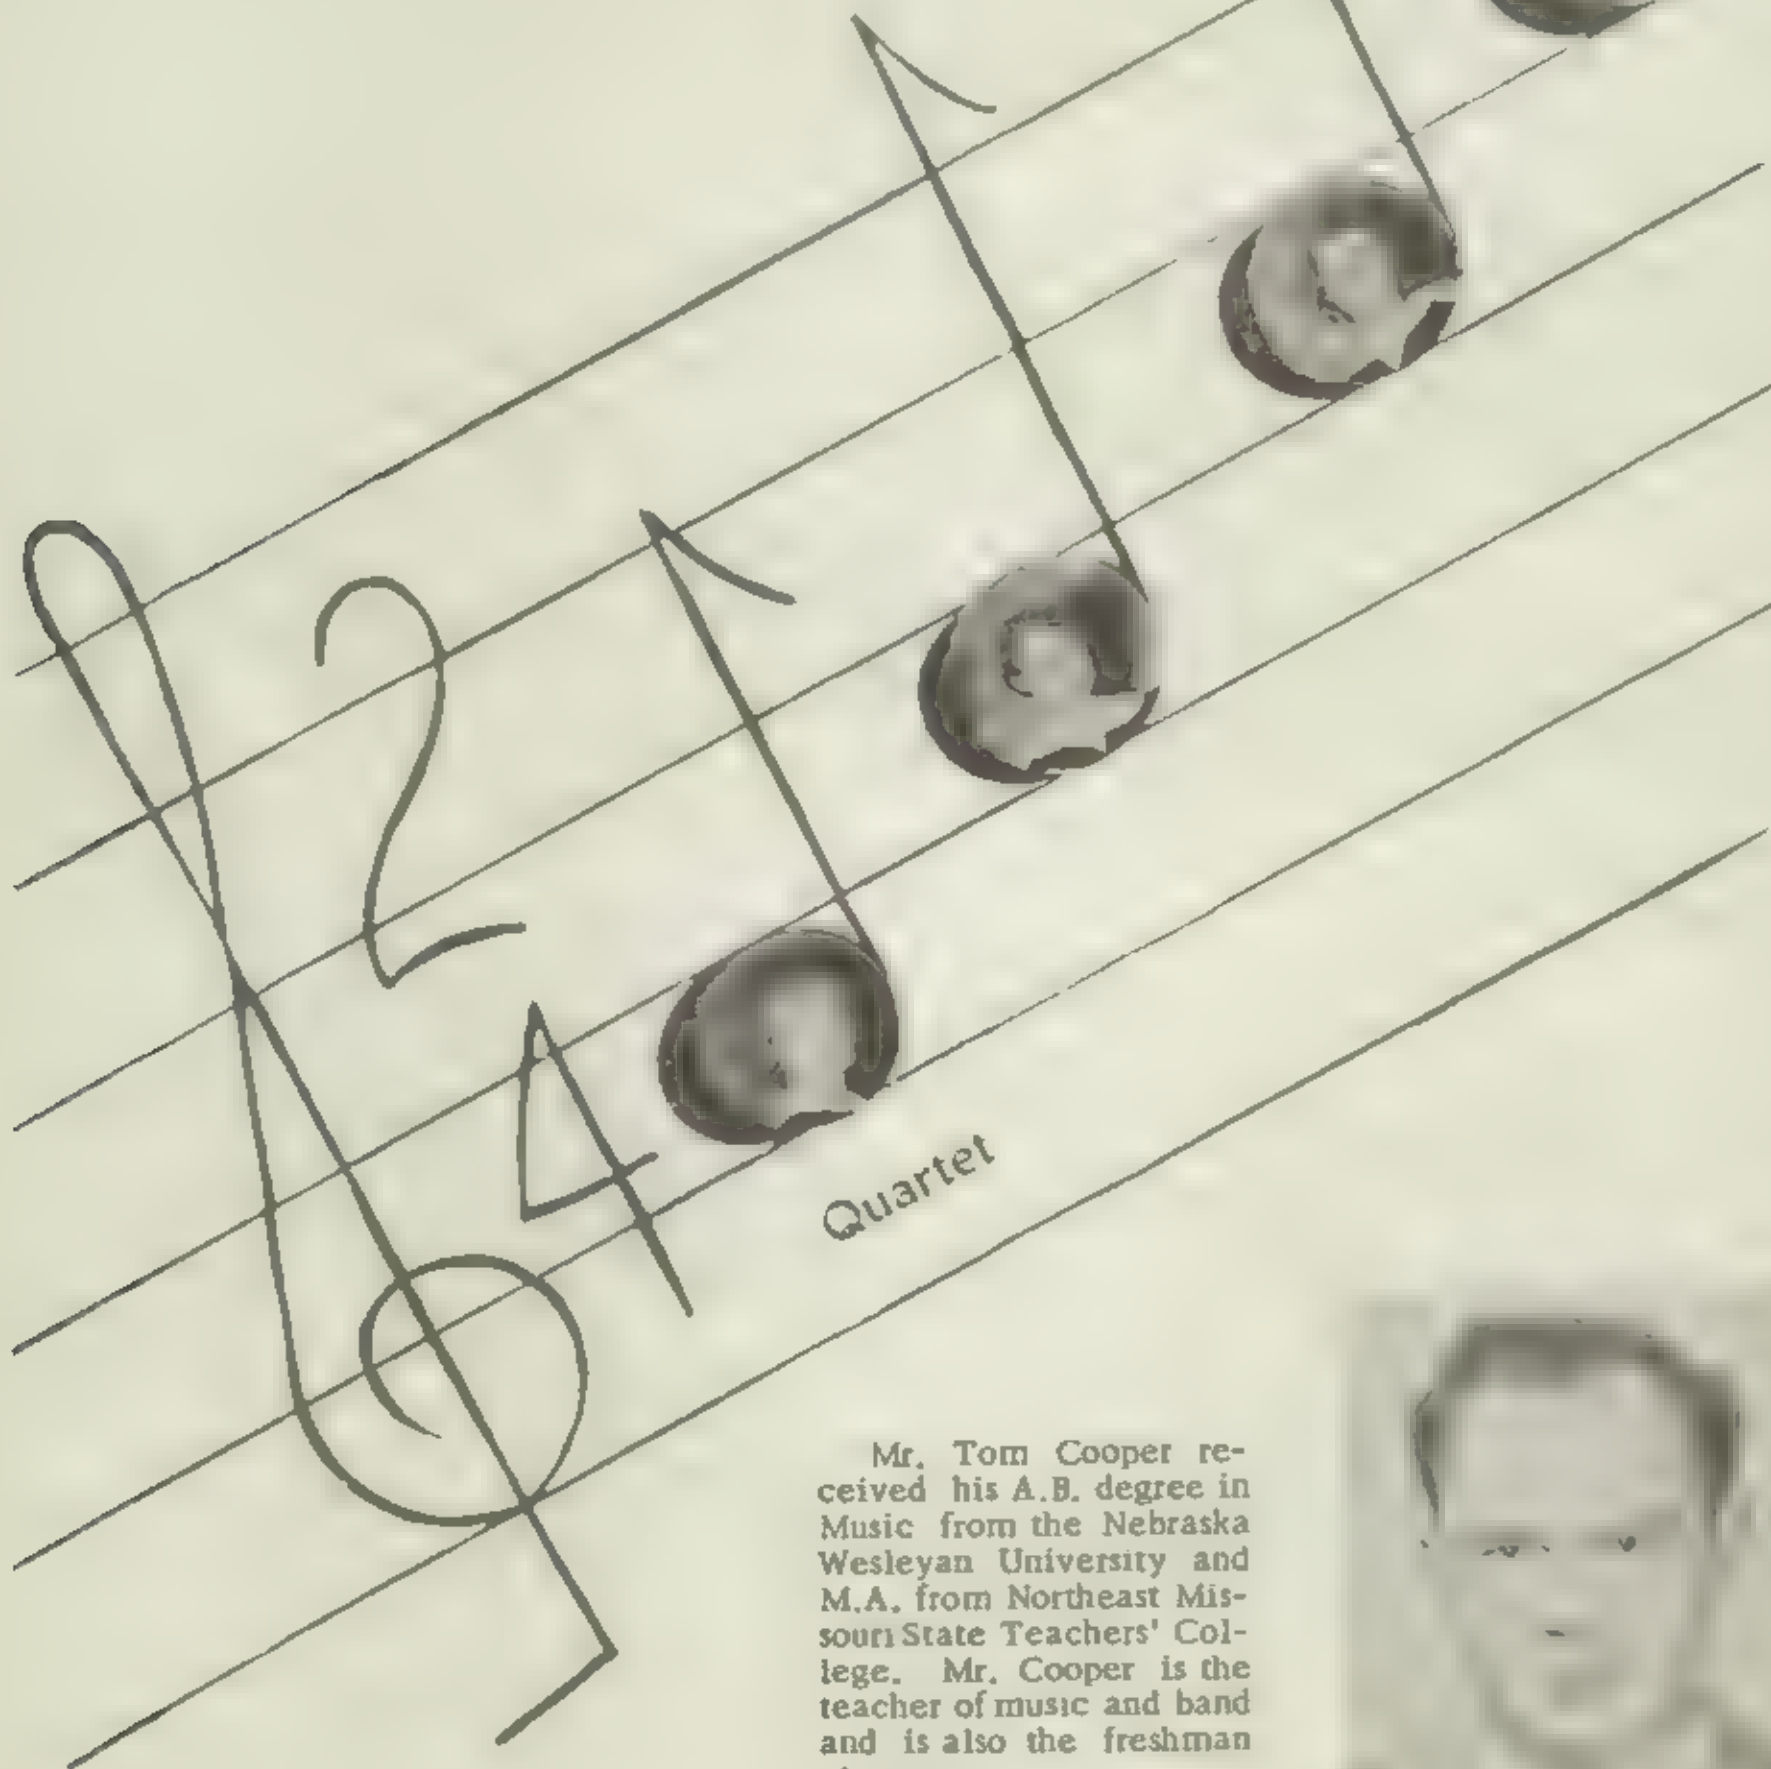 2
4
Quartet
Mr. Tom Cooper re-
ceived his A.B. degree in
Music from the Nebraska
Wesleyan University and
M.A. from Northeast Mis-
souri State Teachers' Col-
lege. Mr. Cooper is the
teacher of music and band
and is also the freshman